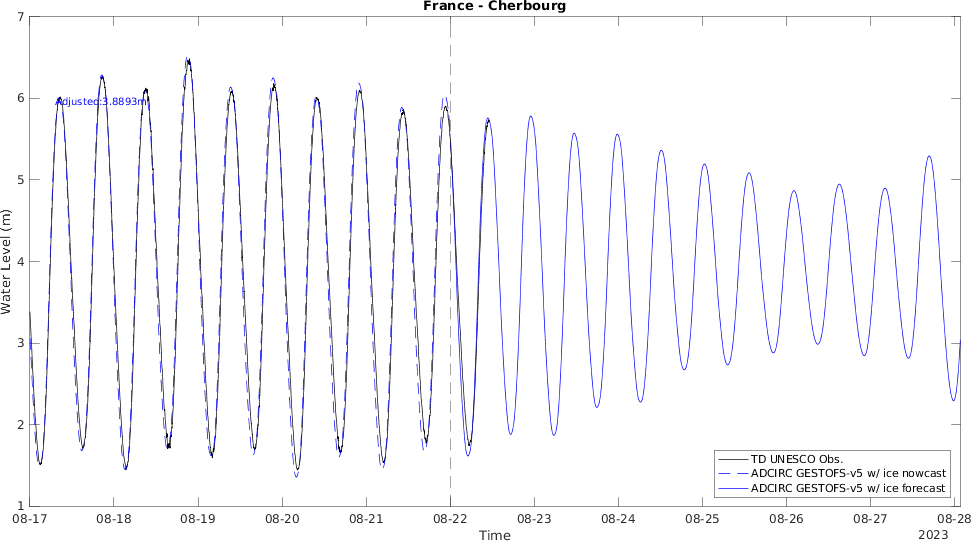 France - Cherbourg
7
6
5
4
3
2
1
Water Level (m)
Adjusted:3.8893m
TD UNESCO Obs.
ADCIRC GESTOFS-v5 w/ ice nowcast
ADCIRC GESTOFS-v5 w/ ice forecast
08-17 08-18 08-19 08-20 08-21 08-22 08-23 08-24 08-25 08-26 08-27 08-28
Time
2023